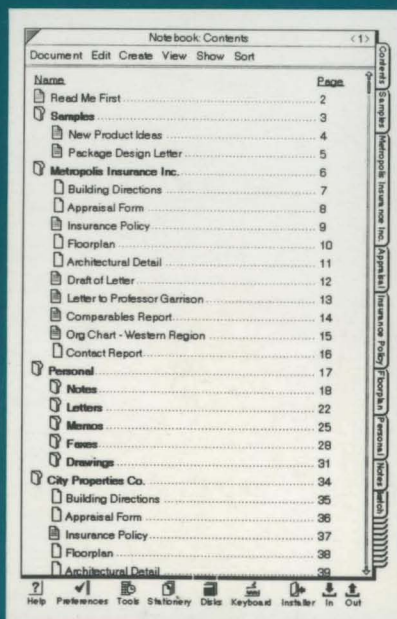 Notebook: Contents <1>
Document Edit Create View Show Sort
Name Page
Read Me First 2
Samples 3
New Product Ideas 4
Package Design Letter 5
Metropolis Insurance Inc. 6
Building Directions 7
Appraisal Form 8
Insurance Policy 9
Floorplan 10
Architectural Detail 11
Draft of Letter 12
Letter to Professor Garrison 13
Comparables Report 14
Org Chart - Western Region 15
Contact Report 16
Personal 17
Notes 18
Letters 22
Memos 25
Faxes 28
Drawings 31
City Properties Co. 34
Building Directions 35
Appraisal Form 36
Insurance Policy 37
Floorplan 38
Architectural Detail 39
Help Preferences Tools Stationery Disks Keyboard Installer In Out
Contents
Samples
Metropolis Insurance Inc.
Appraisal
Insurance Policy
Floorplan
Personal
Notes